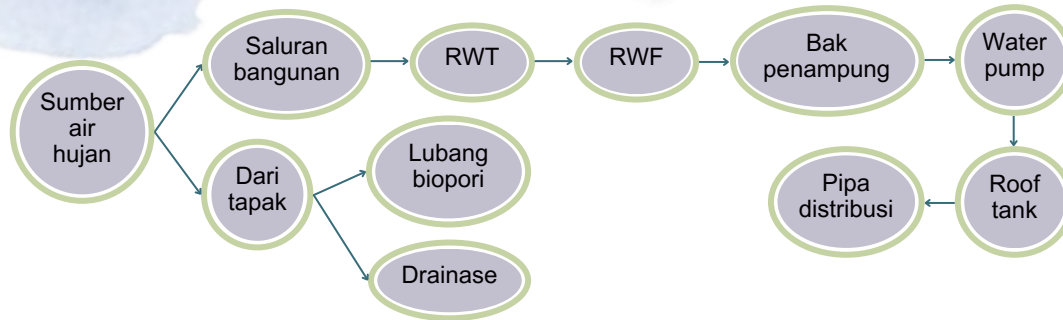 Sumber
air
hujan
Saluran
bangunan
RWT
RWF
Bak
penampung
Water
pump
Dari
tapak
Lubang
biopori
Drainase
Roof
tank
Pipa
distribusi